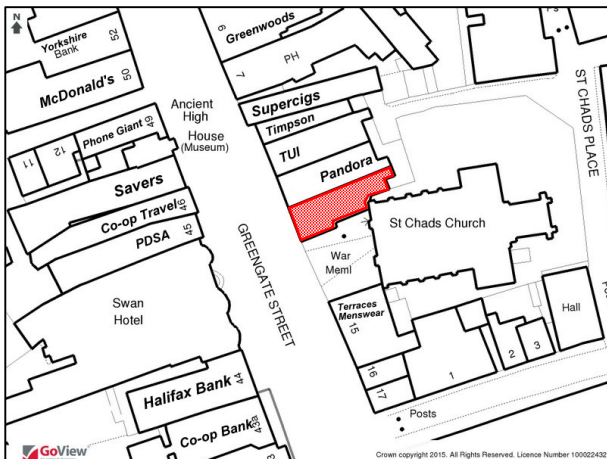 N
Yorkshire
Bank
52
McDonald's
50
9
Greenwoods
7
PH
Ps
ST CHADS PLACE
Ancient
High
House
(Museum)
Phone Giant
49
11
12
Supercigs
Timpson
TUI
Pandora
Savers
Co-op Travel
46
PDSA
45
St Chads Church
War
Meml
GREENGATE STREET
Swan
Hotel
Terraces
Menswear
15
Hall
16
17
1
2
3
Halifax Bank
44
Posts
Co-op Bank
43a
GoView
Crown copyright 2015. All Rights Reserved. Licence Number 100022432